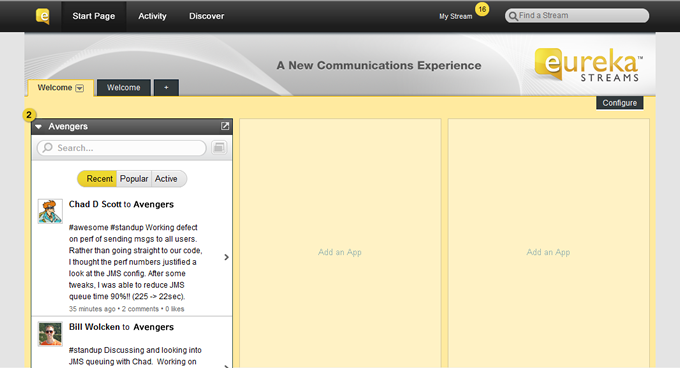 e Start Page Activity Discover My Stream 16 Find a Stream
A New Communications Experience
eureka™
STREAMS
Welcome Welcome +
Configure
2
Avengers
Search...
Recent Popular Active
Chad D Scott to Avengers
#awesome #standup Working defect
on perf of sending msgs to all users.
Rather than going straight to our code,
I thought the perf numbers justified a
look at the JMS config. After some
tweaks, I was able to reduce JMS
queue time 90%!! (225 -> 22sec).
35 minutes ago • 2 comments • 0 likes
Bill Wolcken to Avengers
#standup Discussing and looking into
JMS queuing with Chad. Working on
Add an App
Add an App